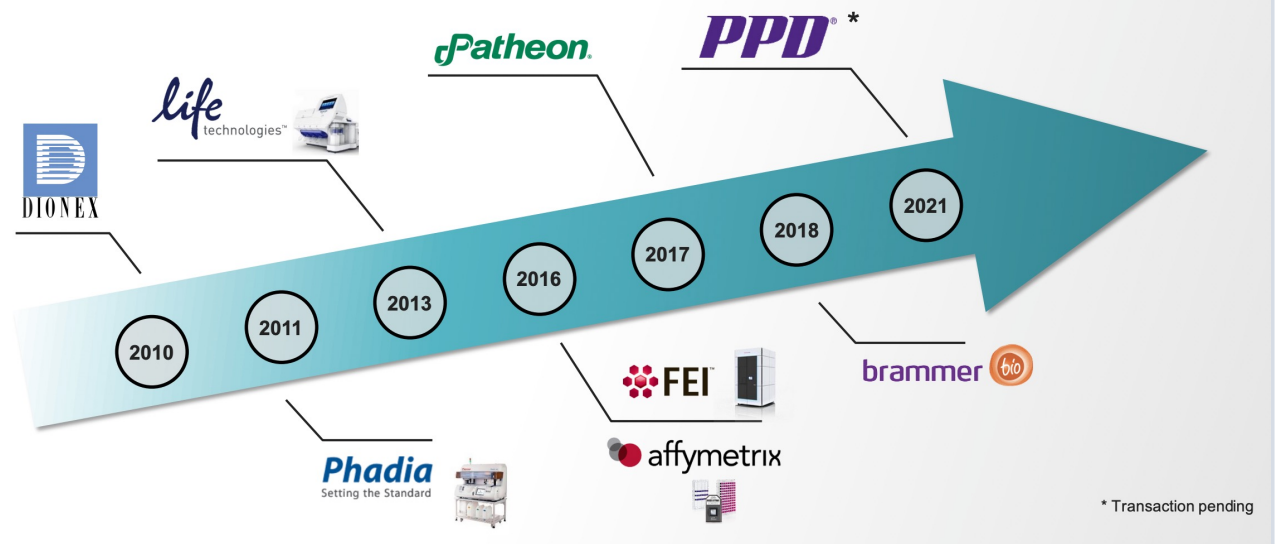 PPD® *
Patheon®
life
technologies™
DIONEX
2010
2011
2013
2016
2017
2018
2021
FEI™
brammer bio
affymetrix
Phadia
Setting the Standard
* Transaction pending